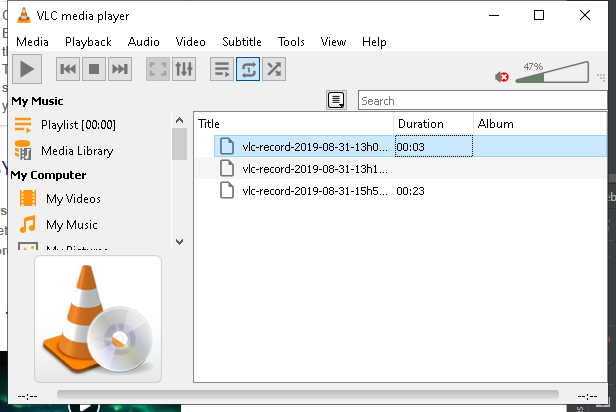 VLC media player
Media Playback Audio Video Subtitle Tools View Help
47%
Search
My Music
Playlist [00:00]
Media Library
My Computer
My Videos
My Music
My Pictures
Title Duration Album
vlc-record-2019-08-31-13h0... 00:03
vlc-record-2019-08-31-13h1...
vlc-record-2019-08-31-15h5... 00:23
--:-- --:--